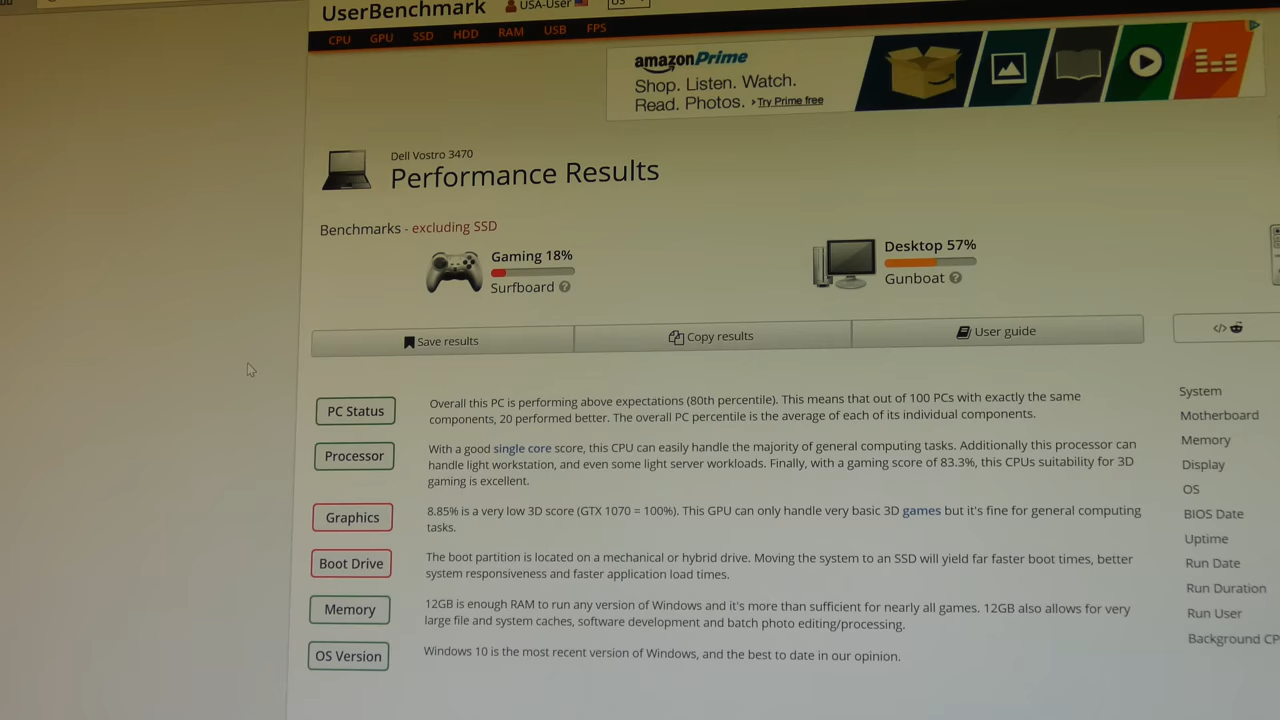 UserBenchmark USA-User
CPU GPU SSD HDD RAM USB FPS
amazonPrime
Shop. Listen. Watch.
Read. Photos. ›Try Prime free
Dell Vostro 3470
Performance Results
Benchmarks - excluding SSD
Gaming 18%
Surfboard ?
Desktop 57%
Gunboat ?
Save results
Copy results
User guide
</>
PC Status
Overall this PC is performing above expectations (80th percentile). This means that out of 100 PCs with exactly the same
components, 20 performed better. The overall PC percentile is the average of each of its individual components.
Processor
With a good single core score, this CPU can easily handle the majority of general computing tasks. Additionally this processor can
handle light workstation, and even some light server workloads. Finally, with a gaming score of 83.3%, this CPUs suitability for 3D
gaming is excellent.
Graphics
8.85% is a very low 3D score (GTX 1070 = 100%). This GPU can only handle very basic 3D games but it's fine for general computing
tasks.
Boot Drive
The boot partition is located on a mechanical or hybrid drive. Moving the system to an SSD will yield far faster boot times, better
system responsiveness and faster application load times.
Memory
12GB is enough RAM to run any version of Windows and it's more than sufficient for nearly all games. 12GB also allows for very
large file and system caches, software development and batch photo editing/processing.
OS Version
Windows 10 is the most recent version of Windows, and the best to date in our opinion.
System
Motherboard
Memory
Display
OS
BIOS Date
Uptime
Run Date
Run Duration
Run User
Background CP